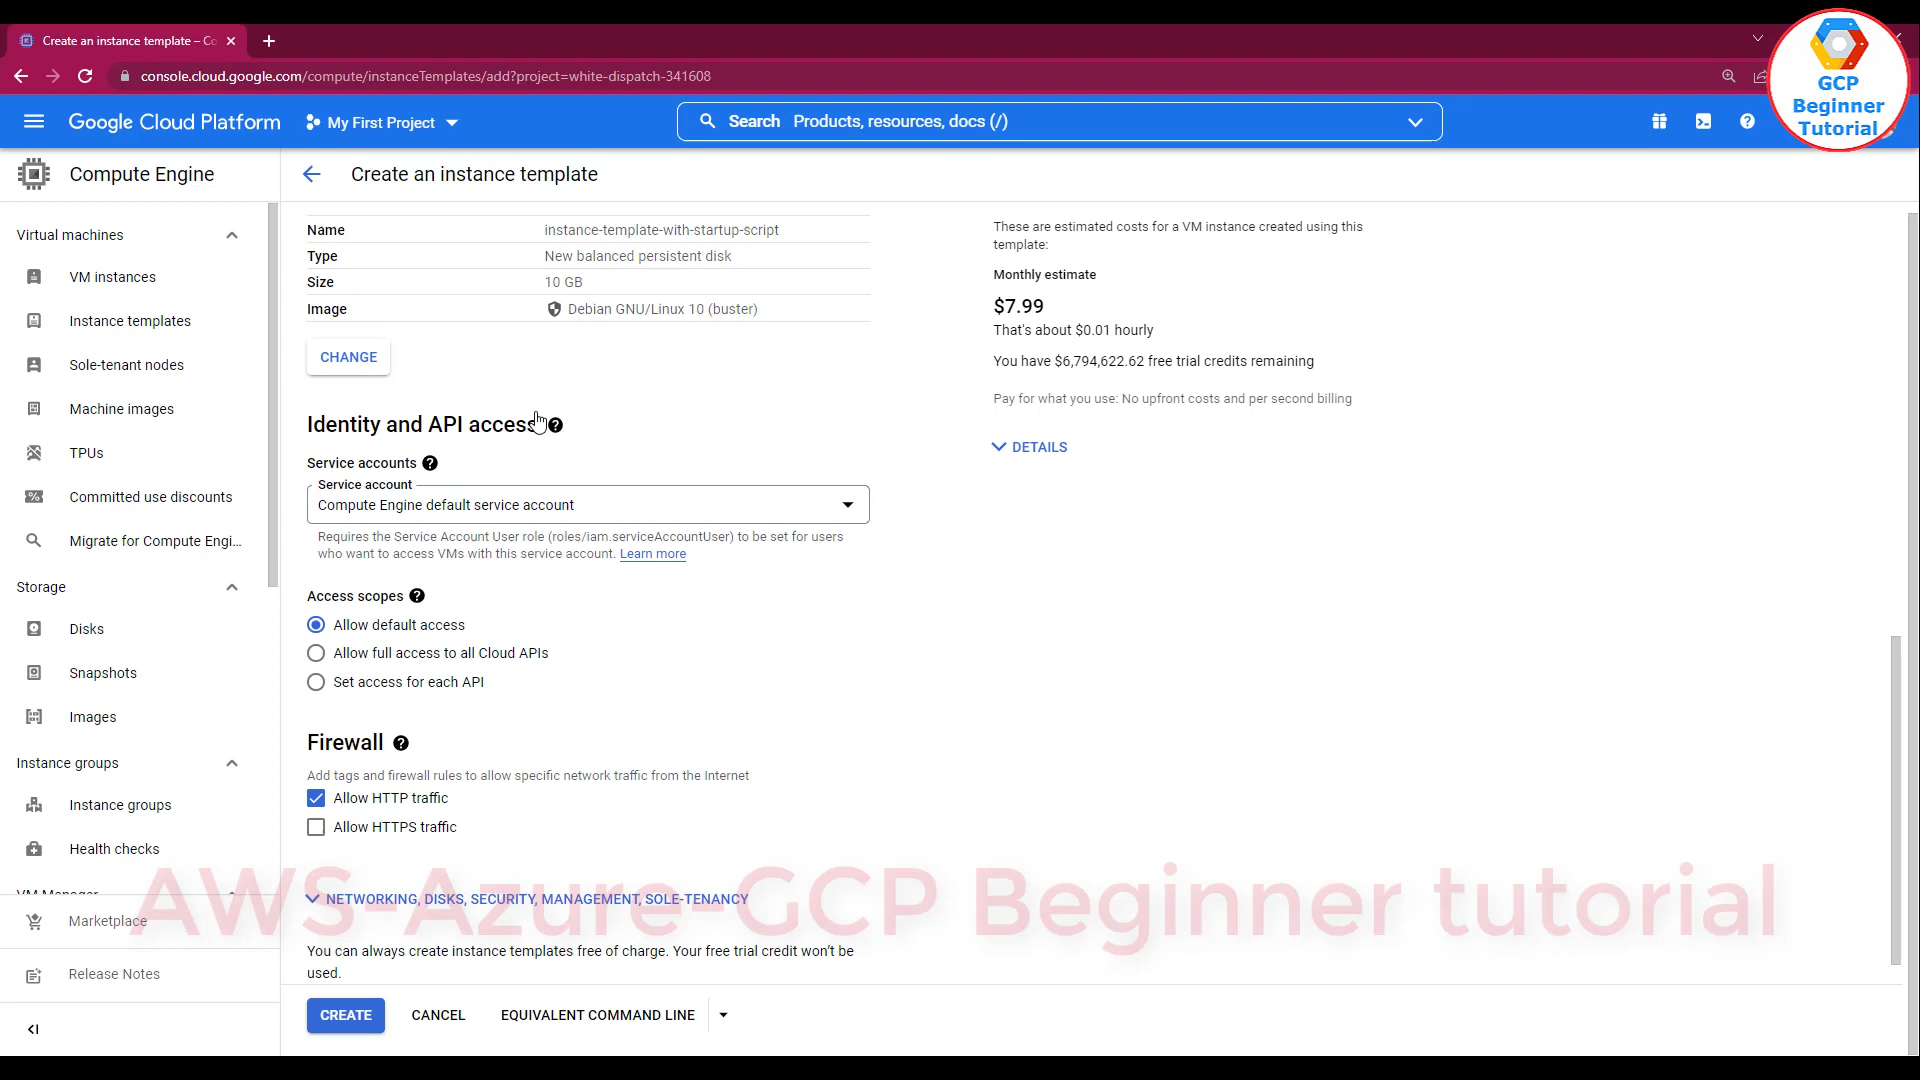 Create an instance template – Co
console.cloud.google.com/compute/instanceTemplates/add?project=white-dispatch-341608
GCP
Beginner
Tutorial
Google Cloud Platform
My First Project
Search Products, resources, docs (/)
Compute Engine
Create an instance template
Virtual machines
VM instances
Instance templates
Sole-tenant nodes
Machine images
TPUs
Committed use discounts
Migrate for Compute Engi...
Storage
Disks
Snapshots
Images
Instance groups
Instance groups
Health checks
VM Manager
Marketplace
Release Notes
Name instance-template-with-startup-script
Type New balanced persistent disk
Size 10 GB
Image Debian GNU/Linux 10 (buster)
CHANGE
Identity and API access
Service accounts
Service account
Compute Engine default service account
Requires the Service Account User role (roles/iam.serviceAccountUser) to be set for users
who want to access VMs with this service account. Learn more
Access scopes
Allow default access
Allow full access to all Cloud APIs
Set access for each API
Firewall
Add tags and firewall rules to allow specific network traffic from the Internet
Allow HTTP traffic
Allow HTTPS traffic
AWS-Azure-GCP Beginner tutorial
NETWORKING, DISKS, SECURITY, MANAGEMENT, SOLE-TENANCY
You can always create instance templates free of charge. Your free trial credit won't be
used.
CREATE
CANCEL
EQUIVALENT COMMAND LINE
These are estimated costs for a VM instance created using this
template:
Monthly estimate
$7.99
That's about $0.01 hourly
You have $6,794,622.62 free trial credits remaining
Pay for what you use: No upfront costs and per second billing
DETAILS